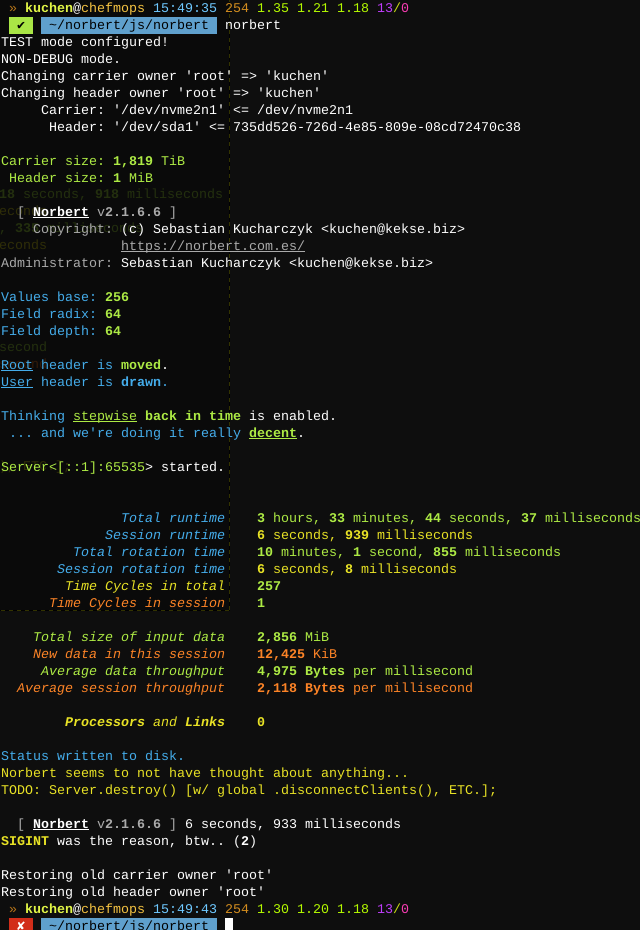 » kuchen@chefmops 15:49:35 254 1.35 1.21 1.18 13/0
✔ ~/norbert/js/norbert norbert
TEST mode configured!
NON-DEBUG mode.
Changing carrier owner 'root' => 'kuchen'
Changing header owner 'root' => 'kuchen'
Carrier: '/dev/nvme2n1' <= /dev/nvme2n1
Header: '/dev/sda1' <= 735dd526-726d-4e85-809e-08cd72470c38
Carrier size: 1,819 TiB
Header size: 1 MiB
18 seconds, 918 milliseconds
[ Norbert v2.1.6.6 ]
Copyright: (c) Sebastian Kucharczyk <kuchen@kekse.biz>
econds https://norbert.com.es/
Administrator: Sebastian Kucharczyk <kuchen@kekse.biz>
Values base: 256
Field radix: 64
Field depth: 64
second
Root header is moved.
User header is drawn.
Thinking stepwise back in time is enabled.
... and we're doing it really decent.
Server<[::1]:65535> started.
Total runtime 3 hours, 33 minutes, 44 seconds, 37 milliseconds
Session runtime 6 seconds, 939 milliseconds
Total rotation time 10 minutes, 1 second, 855 milliseconds
Session rotation time 6 seconds, 8 milliseconds
Time Cycles in total 257
Time Cycles in session 1
Total size of input data 2,856 MiB
New data in this session 12,425 KiB
Average data throughput 4,975 Bytes per millisecond
Average session throughput 2,118 Bytes per millisecond
Processors and Links 0
Status written to disk.
Norbert seems to not have thought about anything...
TODO: Server.destroy() [w/ global .disconnectClients(), ETC.];
[ Norbert v2.1.6.6 ] 6 seconds, 933 milliseconds
SIGINT was the reason, btw.. (2)
Restoring old carrier owner 'root'
Restoring old header owner 'root'
» kuchen@chefmops 15:49:43 254 1.30 1.20 1.18 13/0
✘ ~/norbert/js/norbert